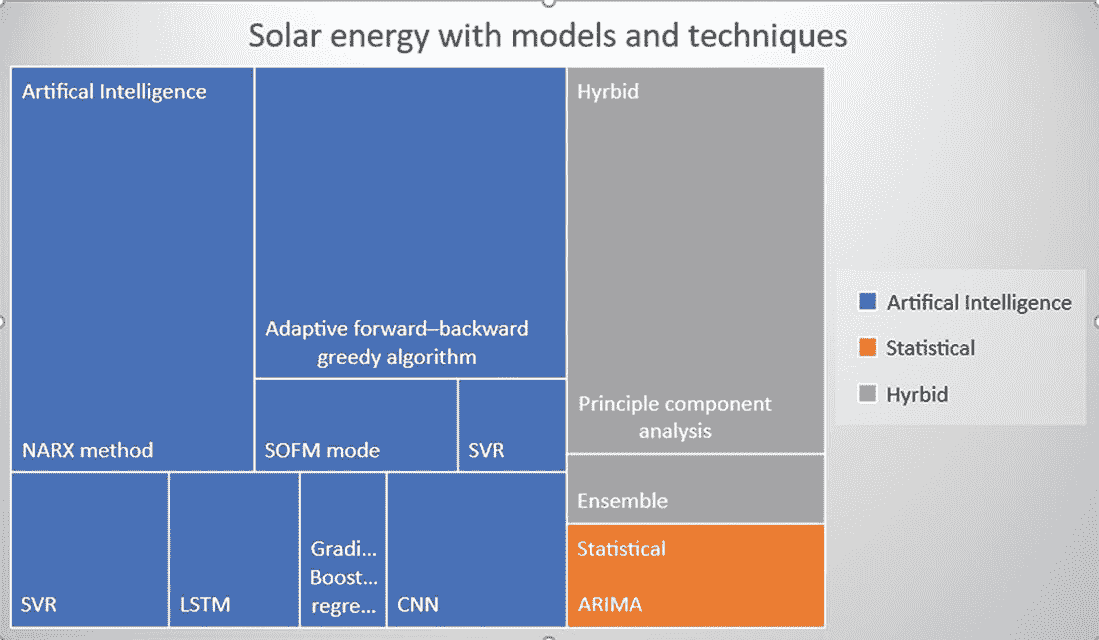 Solar energy with models and techniques
Artifical Intelligence
NARX method
Adaptive forward–backward
greedy algorithm
SOFM mode
SVR
SVR
LSTM
Gradi...
Boost...
regre...
CNN
Hyrbid
Principle component
analysis
Ensemble
Statistical
ARIMA
Artifical Intelligence
Statistical
Hyrbid